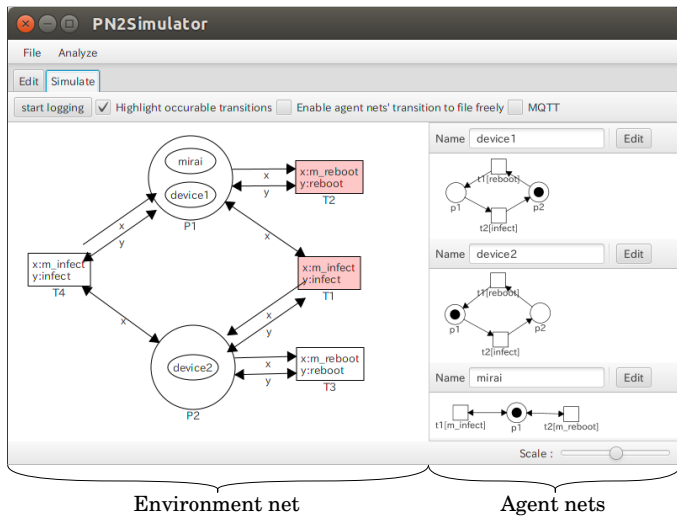 PN2Simulator
File Analyze
Edit Simulate
start logging Highlight occurable transitions Enable agent nets' transition to file freely MQTT
mirai
device1
P1
x
y
x:m_reboot
y:reboot
T2
x
y
x
x:m_infect
y:infect
T4
x:m_infect
y:infect
T1
x
x
y
device2
P2
x
y
x:m_reboot
y:reboot
T3
Name device1 Edit
t1[reboot]
p1
p2
t2[infect]
Name device2 Edit
t1[reboot]
p1
p2
t2[infect]
Name mirai Edit
t1[m_infect]
p1
t2[m_reboot]
Scale :
Environment net
Agent nets